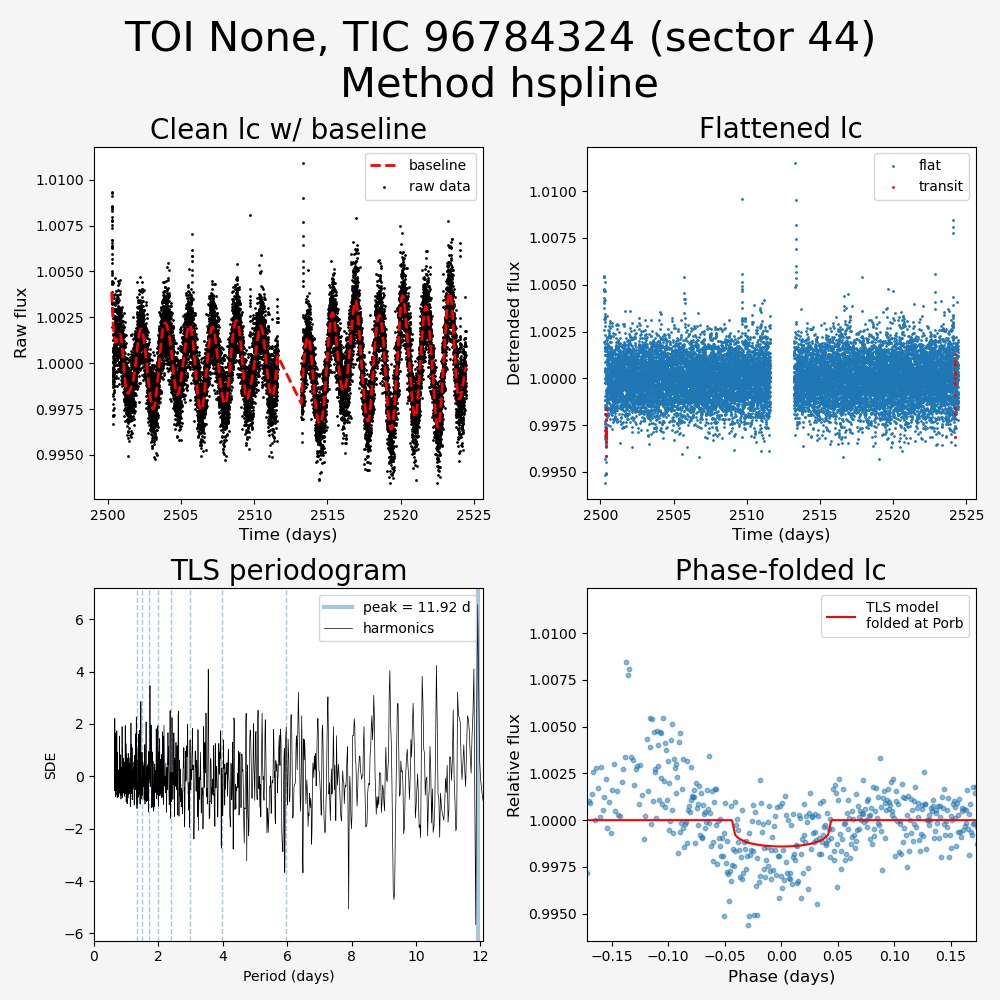 TOI None, TIC 96784324 (sector 44)
Method hspline
Clean lc w/ baseline
baseline
raw data
1.0100
1.0075
1.0050
1.0025
1.0000
0.9975
0.9950
Raw flux
2500
2505
2510
2515
2520
2525
Time (days)
Flattened lc
flat
transit
1.0100
1.0075
1.0050
1.0025
1.0000
0.9975
0.9950
Detrended flux
2500
2505
2510
2515
2520
2525
Time (days)
TLS periodogram
peak = 11.92 d
harmonics
6
4
2
0
−2
−4
−6
SDE
0
2
4
6
8
10
12
Period (days)
Phase-folded lc
TLS model
folded at Porb
1.0100
1.0075
1.0050
1.0025
1.0000
0.9975
0.9950
Relative flux
−0.15
−0.10
−0.05
0.00
0.05
0.10
0.15
Phase (days)